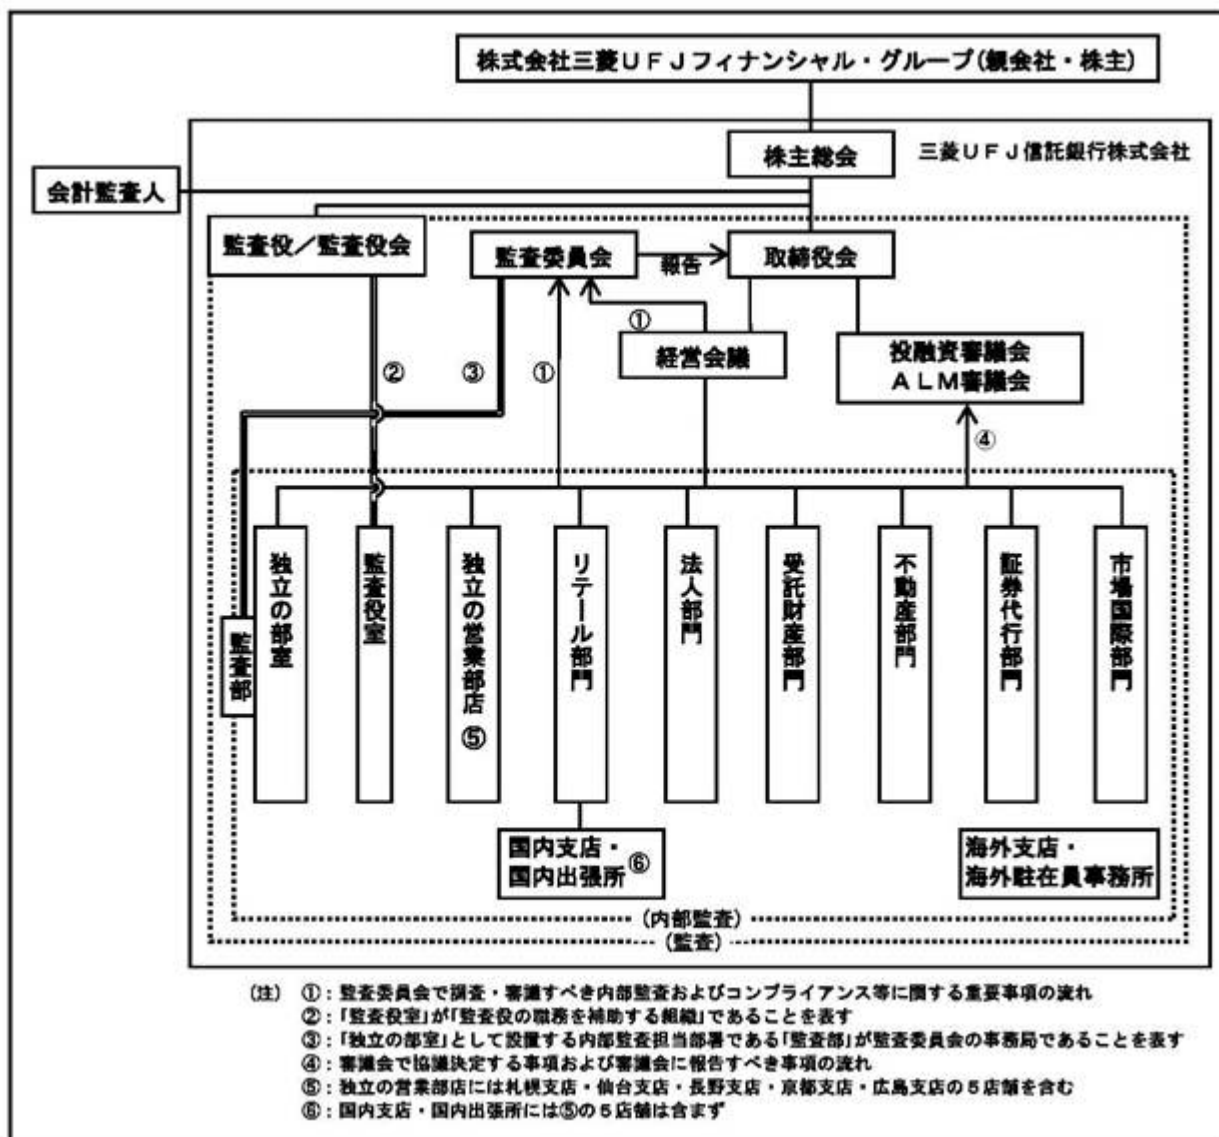 株式会社三菱ＵＦＪフィナンシャル・グループ(親会社・株主)
株主総会
三菱ＵＦＪ信託銀行株式会社
会計監査人
監査役／監査役会
監査委員会
報告
取締役会
①
経営会議
投融資審議会
ＡＬＭ審議会
②
③
①
④
独立の部室
監査役室
独立の営業部店⑤
リテール部門
法人部門
受託財産部門
不動産部門
証券代行部門
市場国際部門
監査部
国内支店・
国内出張所⑥
海外支店・
海外駐在員事務所
(内部監査)
(監査)
(注) ①：監査委員会で調査・審議すべき内部監査およびコンプライアンス等に関する重要事項の流れ
②：｢監査役室｣が｢監査役の職務を補助する組織｣であることを表す
③：｢独立の部室｣として設置する内部監査担当部署である｢監査部｣が監査委員会の事務局であることを表す
④：審議会で協議決定する事項および審議会に報告すべき事項の流れ
⑤：独立の営業部店には札幌支店・仙台支店・長野支店・京都支店・広島支店の５店舗を含む
⑥：国内支店・国内出張所には⑤の５店舗は含まず